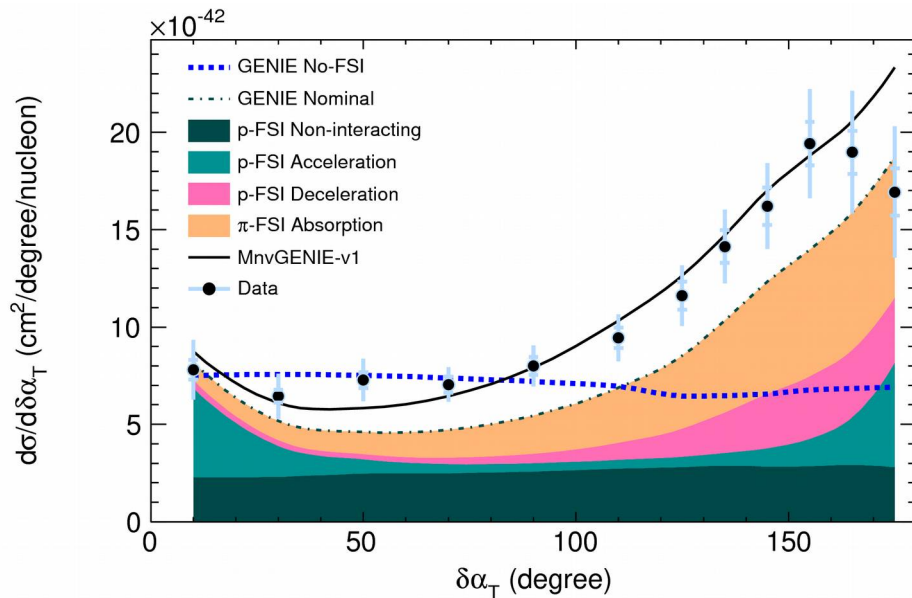 ×10⁻⁴²
dσ/dδα_T (cm²/degree/nucleon)
20
15
10
5
0
GENIE No-FSI
GENIE Nominal
p-FSI Non-interacting
p-FSI Acceleration
p-FSI Deceleration
π-FSI Absorption
MnvGENIE-v1
Data
0 50 100 150
δα_T (degree)